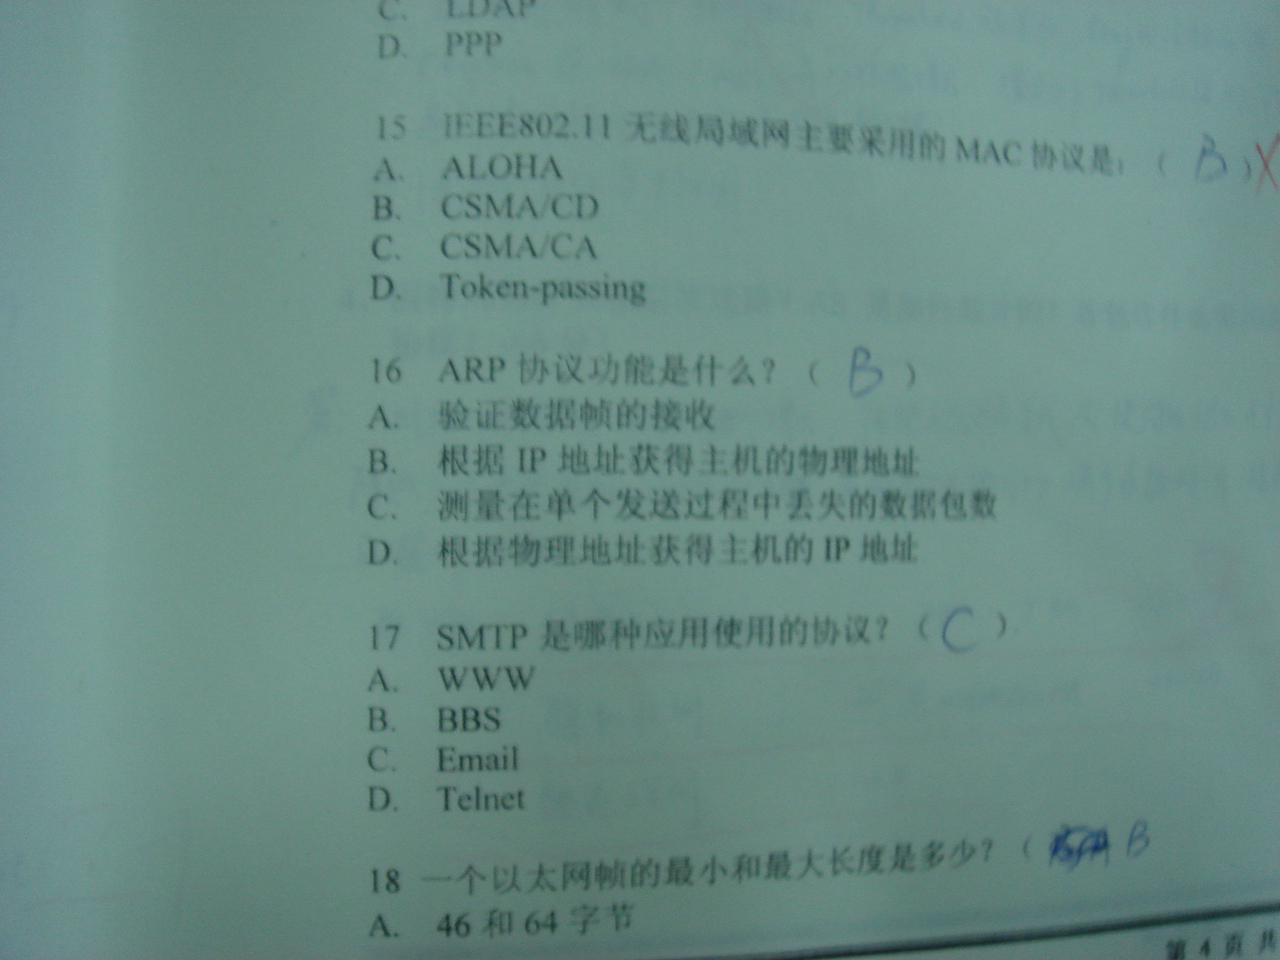 C. LDAP
D. PPP
15 IEEE802.11 无线局域网主要采用的 MAC 协议是：（ B ）X
A. ALOHA
B. CSMA/CD
C. CSMA/CA
D. Token-passing
16 ARP 协议功能是什么？（ B ）
A. 验证数据帧的接收
B. 根据 IP 地址获得主机的物理地址
C. 测量在单个发送过程中丢失的数据包数
D. 根据物理地址获得主机的 IP 地址
17 SMTP 是哪种应用使用的协议？（ C ）
A. WWW
B. BBS
C. Email
D. Telnet
18 一个以太网帧的最小和最大长度是多少？（ B
A. 46 和 64 字节
第 4 页 共